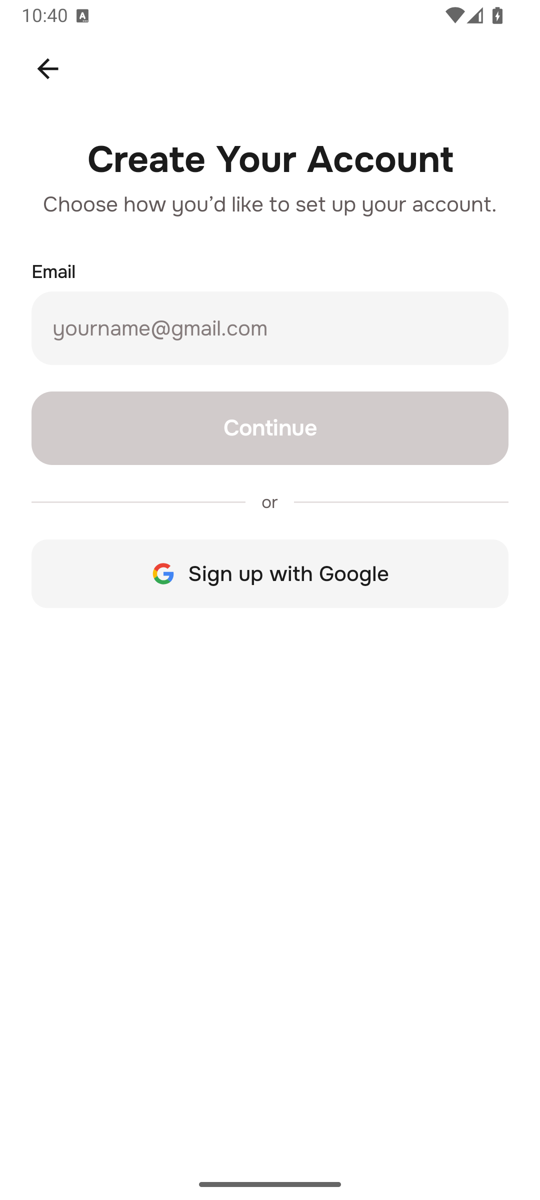 10:40
Create Your Account
Choose how you’d like to set up your account.
Email
yourname@gmail.com
Continue
or
Sign up with Google